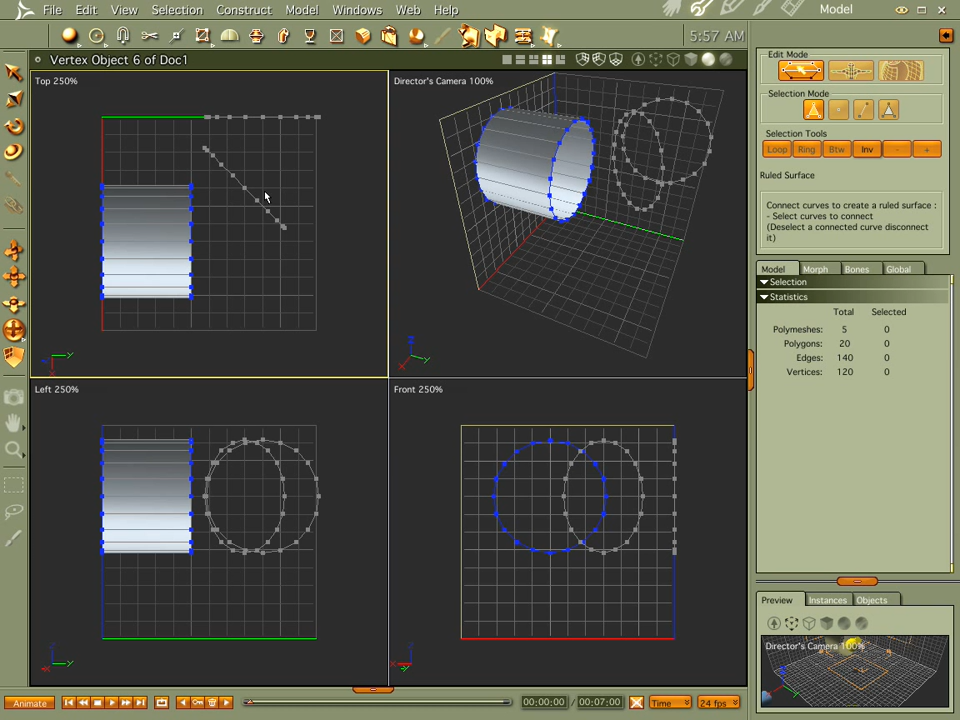 File Edit View Selection Construct Model Windows Web Help
Model
5:57 AM
Vertex Object 6 of Doc1
Top 250%
Director's Camera 100%
Left 250%
Front 250%
Edit Mode
Selection Mode
Selection Tools
Loop Ring Btw Inv - +
Ruled Surface
Connect curves to create a ruled surface :
- Select curves to connect
(Deselect a connected curve disconnect
it)
Model Morph Bones Global
Selection
Statistics
Total Selected
Polymeshes: 5 0
Polygons: 20 0
Edges: 140 0
Vertices: 120 0
Preview Instances Objects
Director's Camera 100%
Animate
00:00:00 / 00:07:00
Time
24 fps